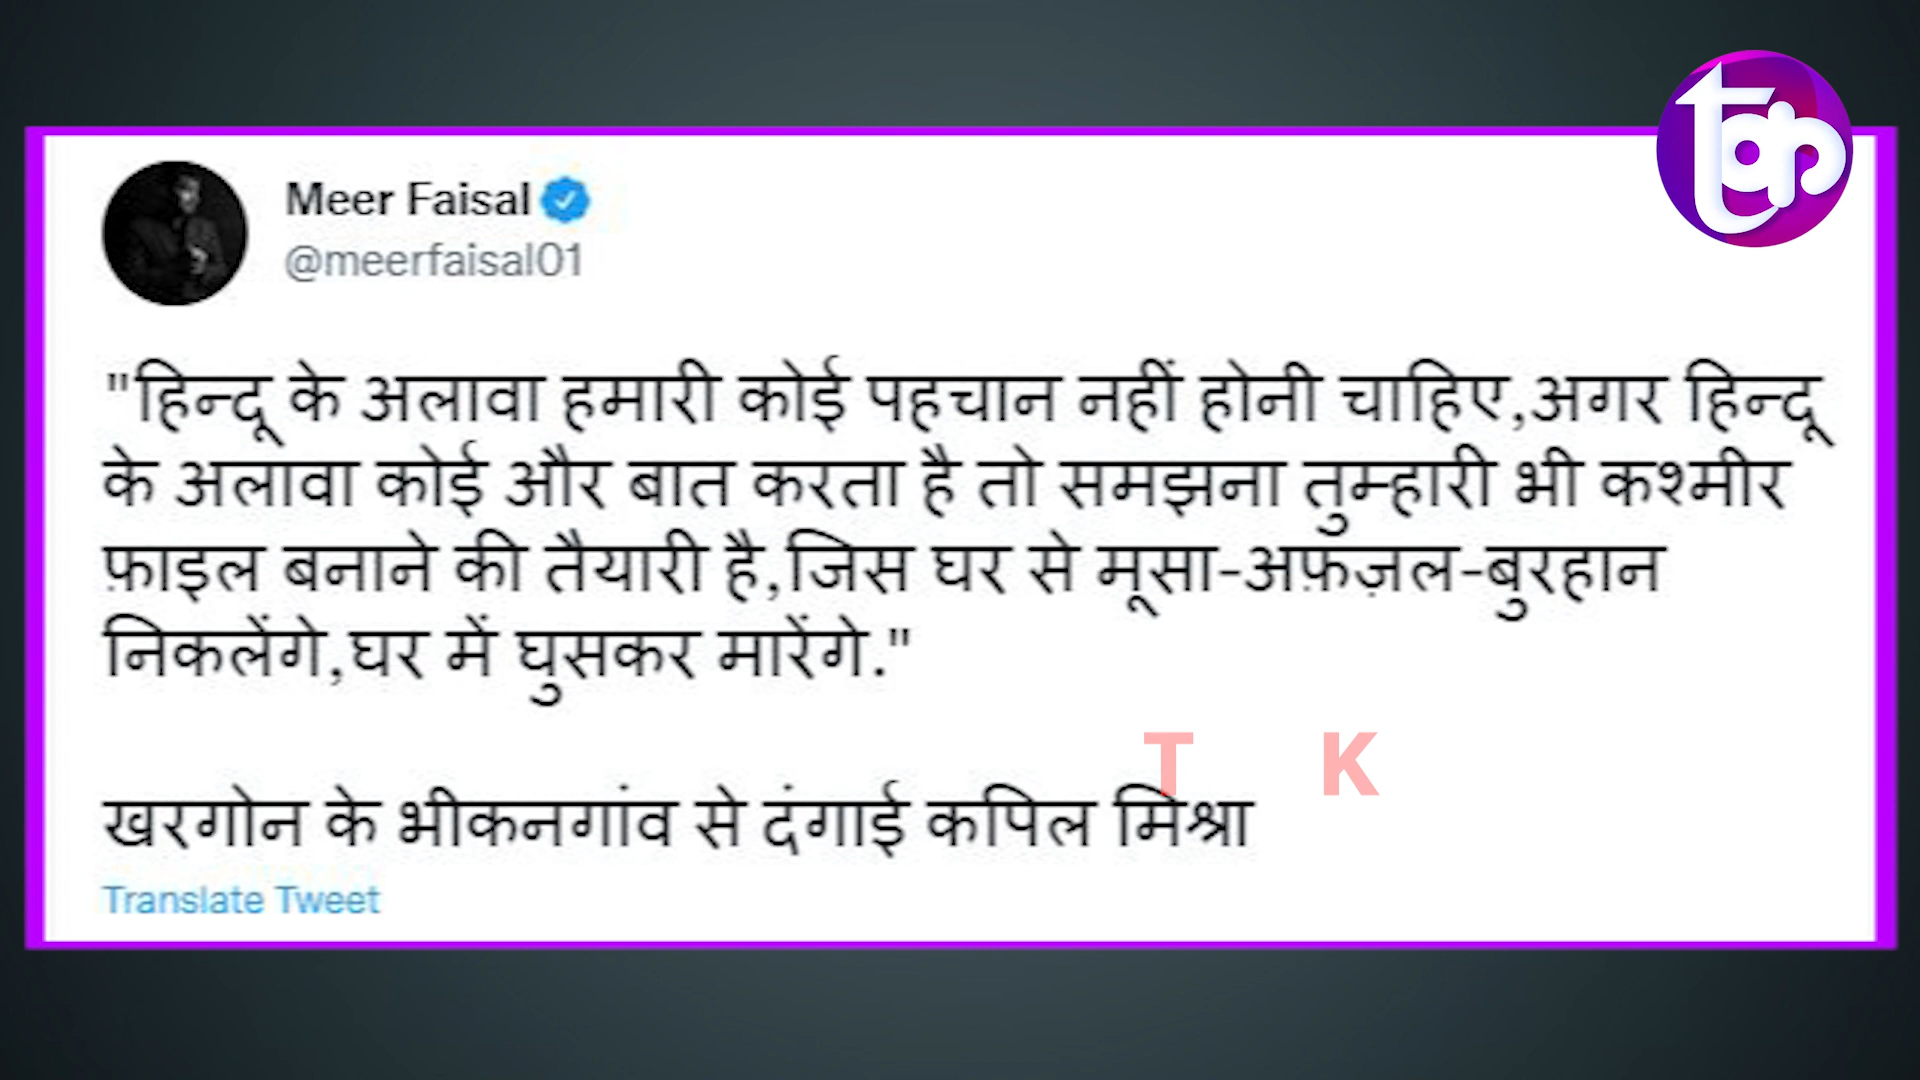 top
Meer Faisal
@meerfaisal01
"हिन्दू के अलावा हमारी कोई पहचान नहीं होनी चाहिए,अगर हिन्दू
के अलावा कोई और बात करता है तो समझना तुम्हारी भी कश्मीर
फ़ाइल बनाने की तैयारी है,जिस घर से मूसा-अफ़ज़ल-बुरहान
निकलेंगे,घर में घुसकर मारेंगे."
T K
खरगोन के भीकनगांव से दंगाई कपिल मिश्रा
Translate Tweet